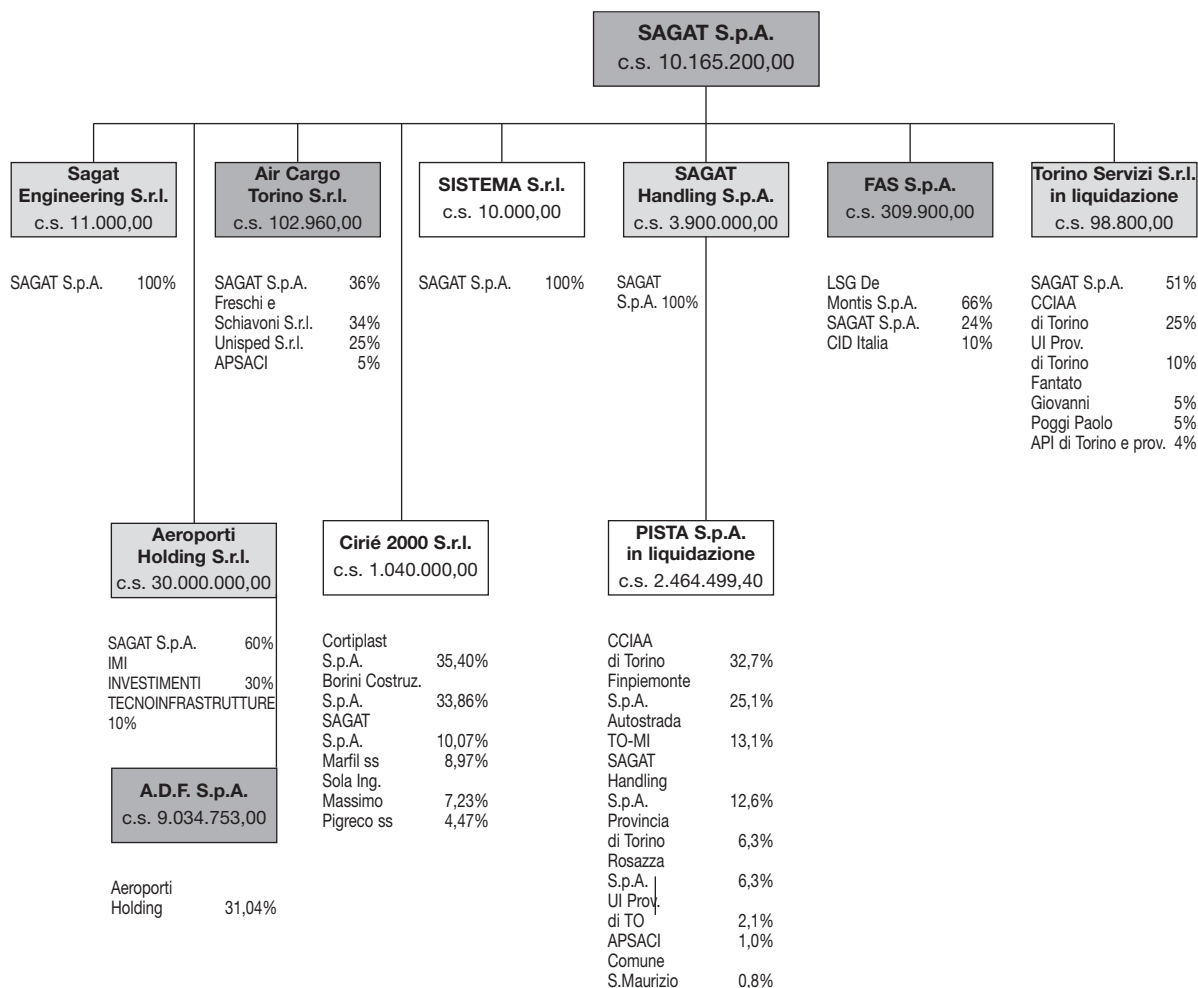 SAGAT S.p.A.
c.s. 10.165.200,00
Sagat
Engineering S.r.l.
c.s. 11.000,00
SAGAT S.p.A. 100%
Air Cargo
Torino S.r.l.
c.s. 102.960,00
SAGAT S.p.A. 36%
Freschi e
Schiavoni S.r.l. 34%
Unisped S.r.l. 25%
APSACI 5%
SISTEMA S.r.l.
c.s. 10.000,00
SAGAT S.p.A. 100%
SAGAT
Handling S.p.A.
c.s. 3.900.000,00
SAGAT
S.p.A. 100%
FAS S.p.A.
c.s. 309.900,00
LSG De
Montis S.p.A. 66%
SAGAT S.p.A. 24%
CID Italia 10%
Torino Servizi S.r.l.
in liquidazione
c.s. 98.800,00
SAGAT S.p.A. 51%
CCIAA
di Torino 25%
UI Prov.
di Torino 10%
Fantato
Giovanni 5%
Poggi Paolo 5%
API di Torino e prov. 4%
Aeroporti
Holding S.r.l.
c.s. 30.000.000,00
SAGAT S.p.A. 60%
IMI
INVESTIMENTI 30%
TECNOINFRASTRUTTURE
10%
A.D.F. S.p.A.
c.s. 9.034.753,00
Aeroporti
Holding 31,04%
Cirié 2000 S.r.l.
c.s. 1.040.000,00
Cortiplast
S.p.A. 35,40%
Borini Costruz.
S.p.A. 33,86%
SAGAT
S.p.A. 10,07%
Marfil ss 8,97%
Sola Ing.
Massimo 7,23%
Pigreco ss 4,47%
PISTA S.p.A.
in liquidazione
c.s. 2.464.499,40
CCIAA
di Torino 32,7%
Finpiemonte
S.p.A. 25,1%
Autostrada
TO-MI 13,1%
SAGAT
Handling
S.p.A. 12,6%
Provincia
di Torino 6,3%
Rosazza
S.p.A. 6,3%
UI Prov.
di TO 2,1%
APSACI 1,0%
Comune
S.Maurizio 0,8%